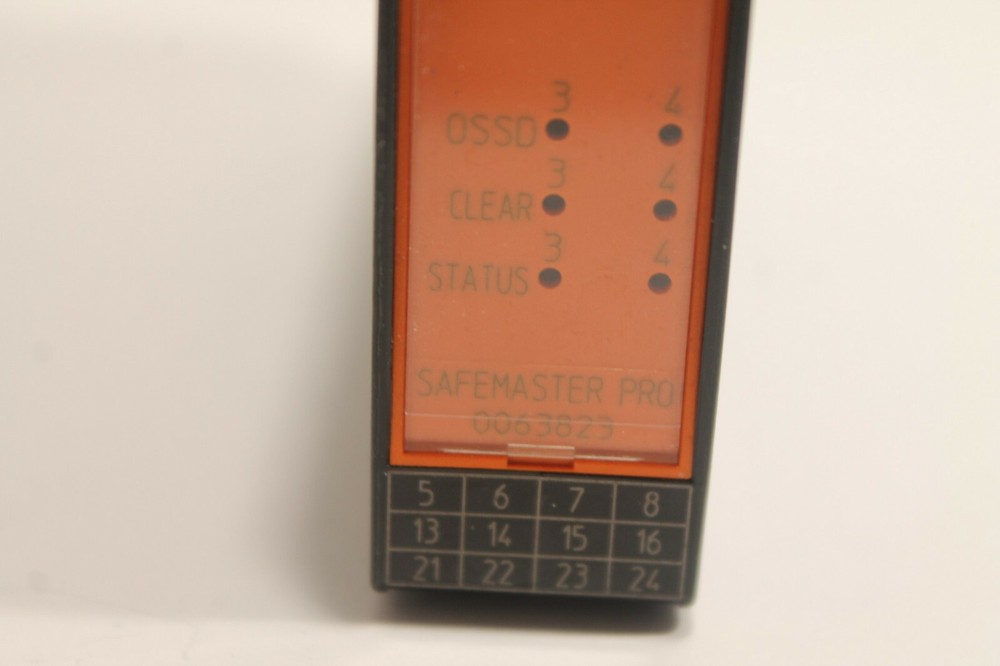 3 4
OSSD
3 4
CLEAR
3 4
STATUS
SAFEMASTER PRO
0063823
5 6 7 8
13 14 15 16
21 22 23 24